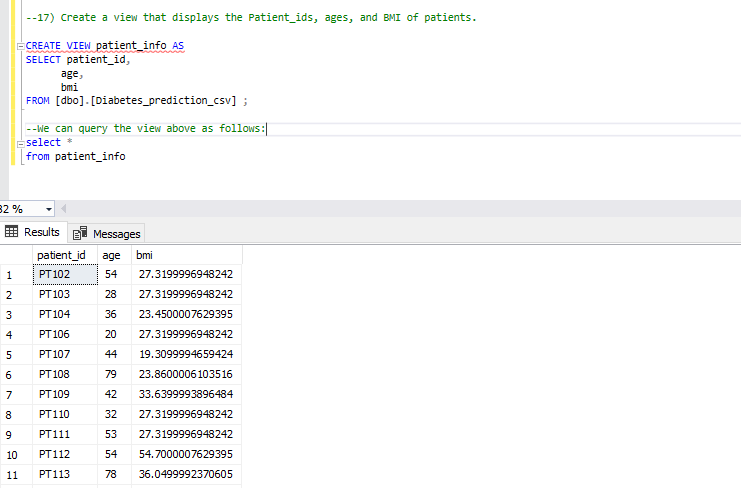 --17) Create a view that displays the Patient_ids, ages, and BMI of patients.
CREATE VIEW patient_info AS
SELECT patient_id,
age,
bmi
FROM [dbo].[Diabetes_prediction_csv] ;
--We can query the view above as follows:
select *
from patient_info
82 %
Results Messages
patient_id age bmi
1 PT102 54 27.3199996948242
2 PT103 28 27.3199996948242
3 PT104 36 23.4500007629395
4 PT106 20 27.3199996948242
5 PT107 44 19.3099994659424
6 PT108 79 23.8600006103516
7 PT109 42 33.6399993896484
8 PT110 32 27.3199996948242
9 PT111 53 27.3199996948242
10 PT112 54 54.7000007629395
11 PT113 78 36.0499992370605